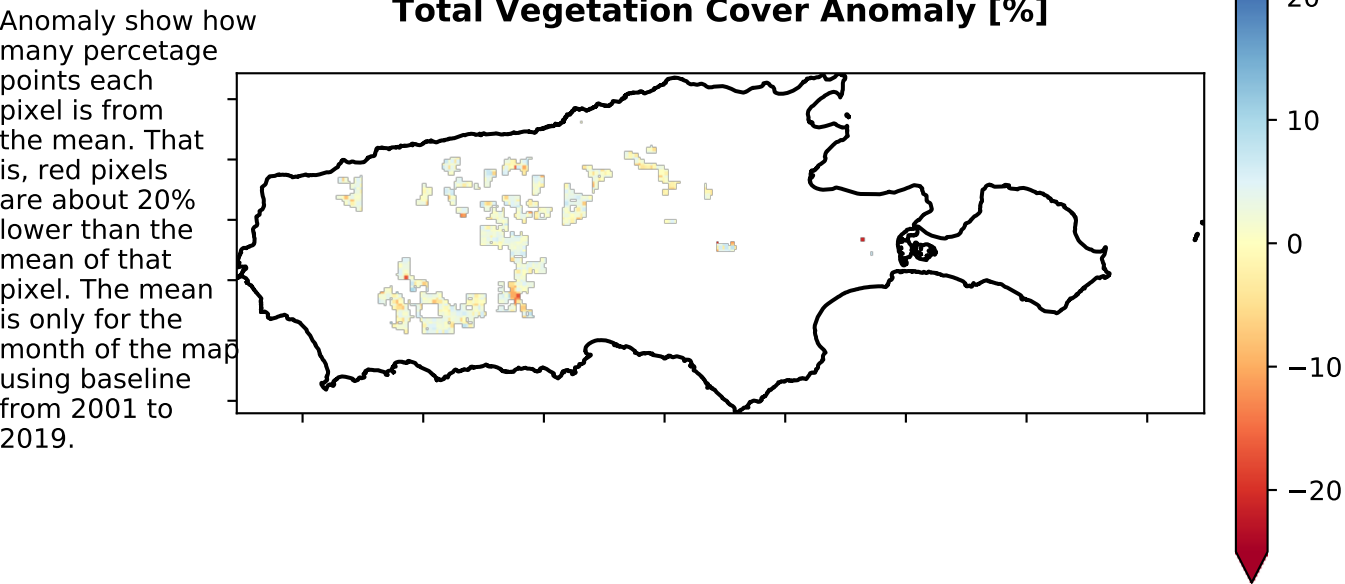 Total Vegetation Cover Anomaly [%]
Anomaly show how
many percetage
points each
pixel is from
the mean. That
is, red pixels
are about 20%
lower than the
mean of that
pixel. The mean
is only for the
month of the map
using baseline
from 2001 to
2019.
20
10
0
−10
−20